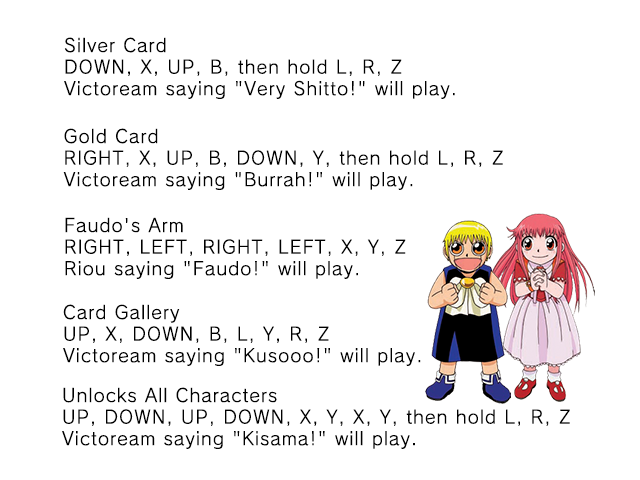 Silver Card
DOWN, X, UP, B, then hold L, R, Z
Victoream saying "Very Shitto!" will play.
Gold Card
RIGHT, X, UP, B, DOWN, Y, then hold L, R, Z
Victoream saying "Burrah!" will play.
Faudo's Arm
RIGHT, LEFT, RIGHT, LEFT, X, Y, Z
Riou saying "Faudo!" will play.
Card Gallery
UP, X, DOWN, B, L, Y, R, Z
Victoream saying "Kusooo!" will play.
Unlocks All Characters
UP, DOWN, UP, DOWN, X, Y, X, Y, then hold L, R, Z
Victoream saying "Kisama!" will play.